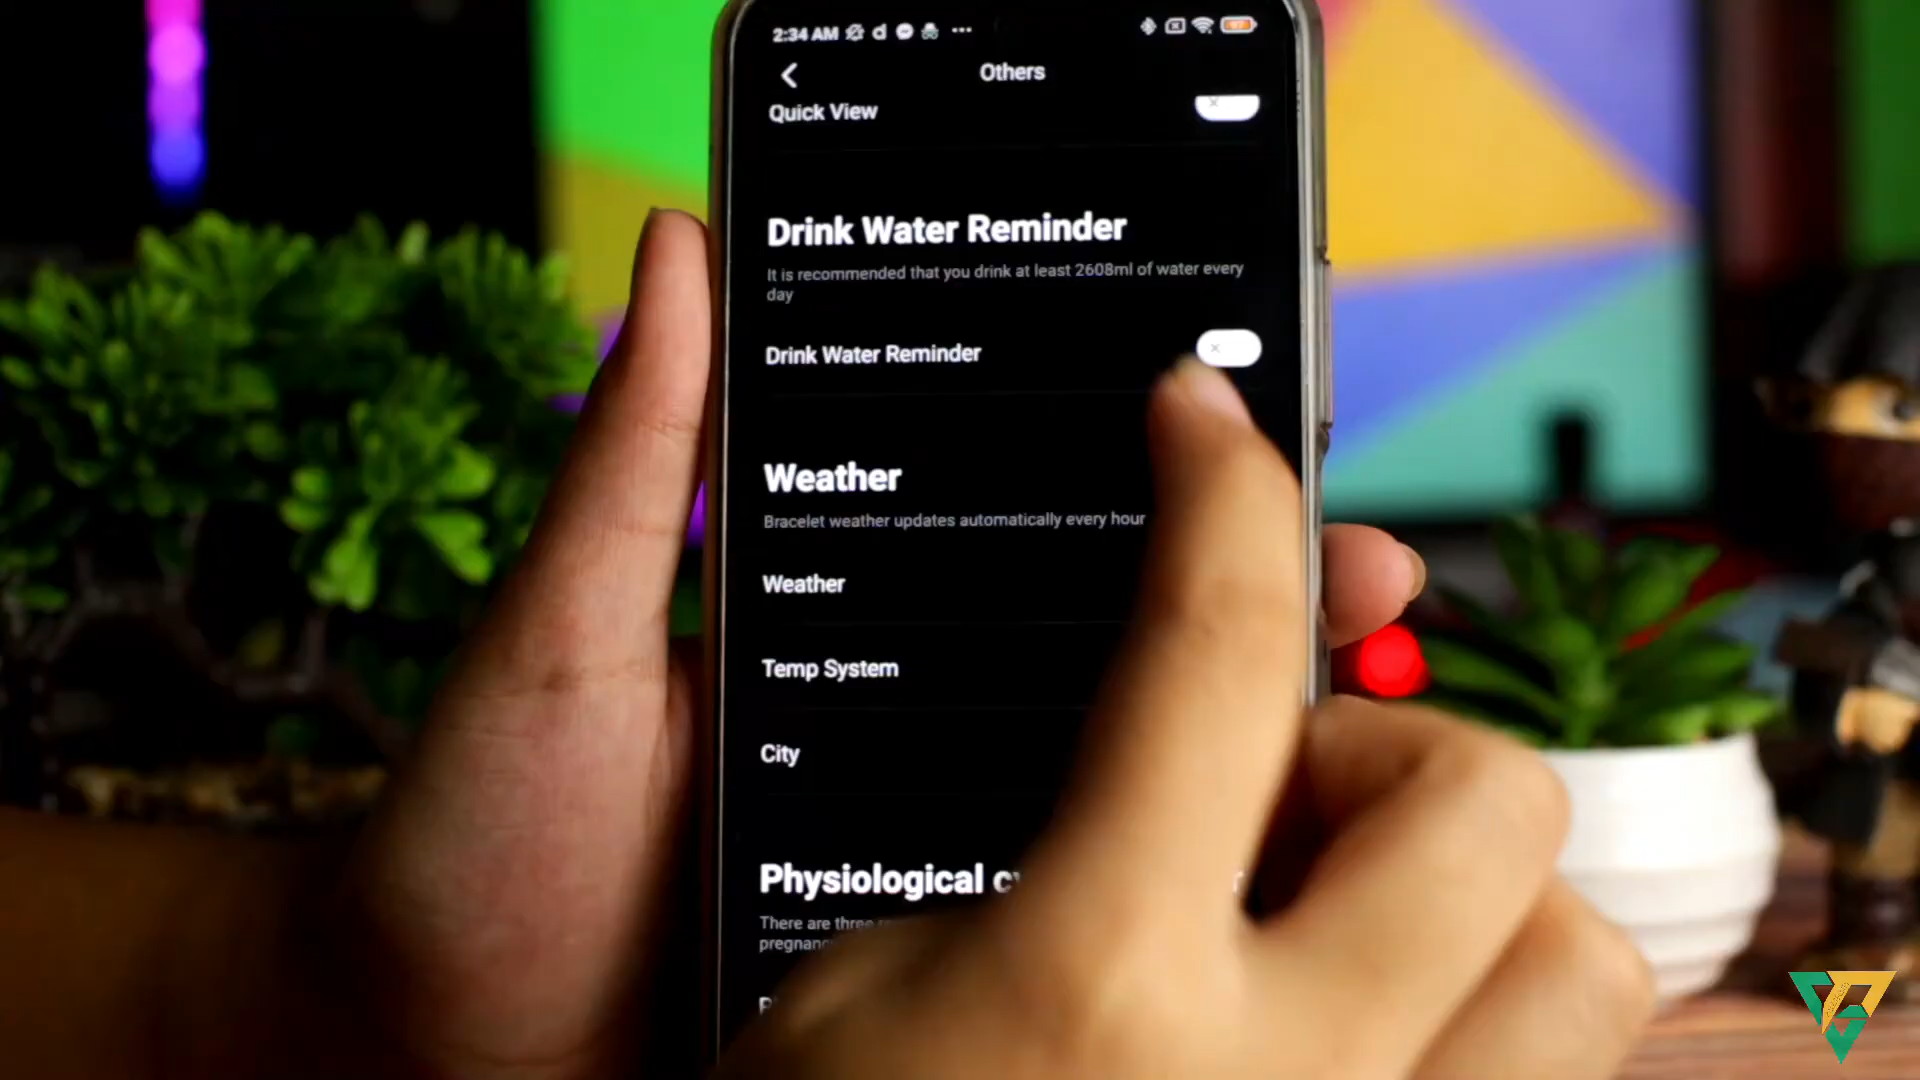 2:34 AM
Others
Quick View
Drink Water Reminder
It is recommended that you drink at least 2608ml of water every
day
Drink Water Reminder
Weather
Bracelet weather updates automatically every hour
Weather
Temp System
City
Physiological
There are three